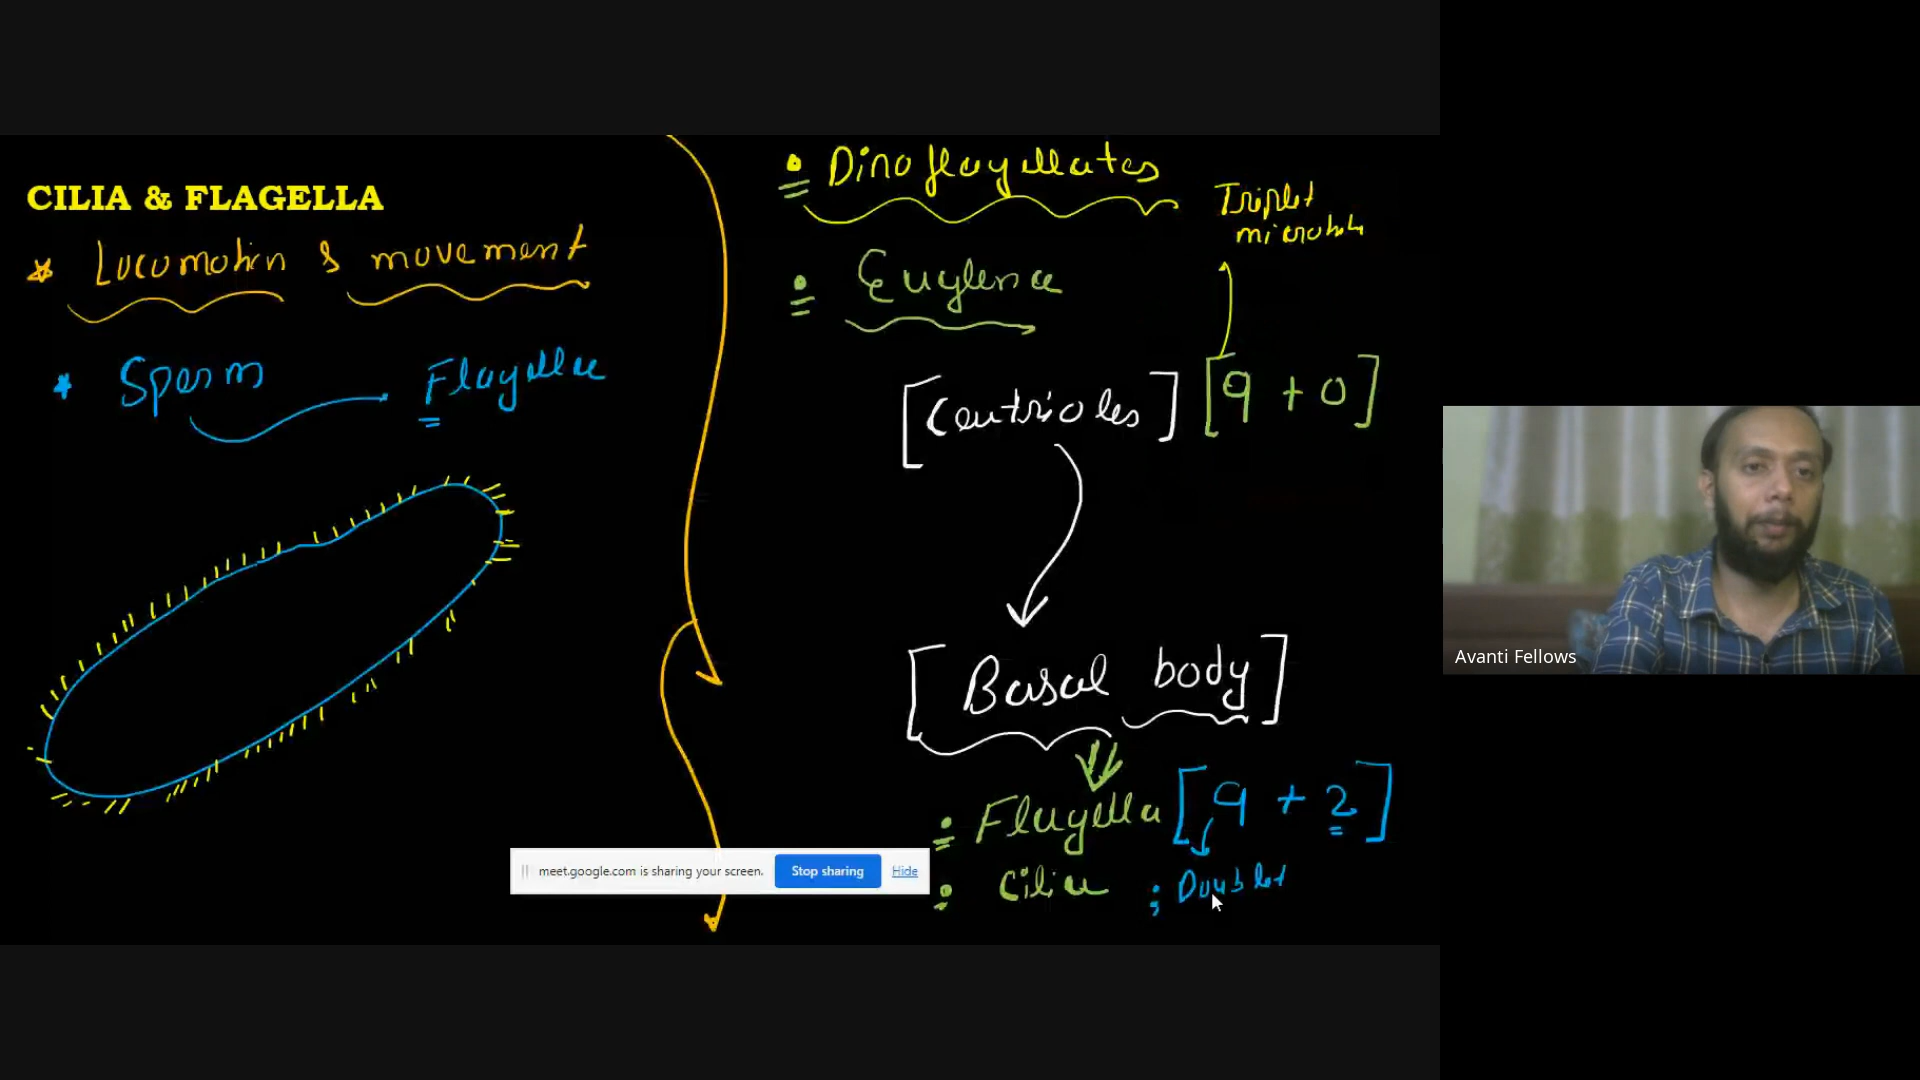 CILIA & FLAGELLA
Locomotion & movement
Sperm Flagella
Dinoflagellates
Triplet
Euglena
[Centrioles] [9 + 0]
[Basal body]
Flagella [9 + 2]
Cilia ; Doublet
meet.google.com is sharing your screen. Stop sharing Hide
Avanti Fellows